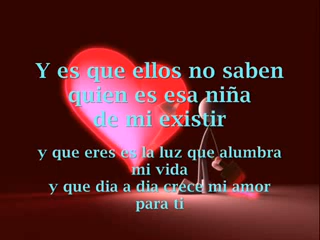 Y es que ellos no saben
quien es esa niña
de mi existir
y que eres es la luz que alumbra
mi vida
y que dia a dia crece mi amor
para ti